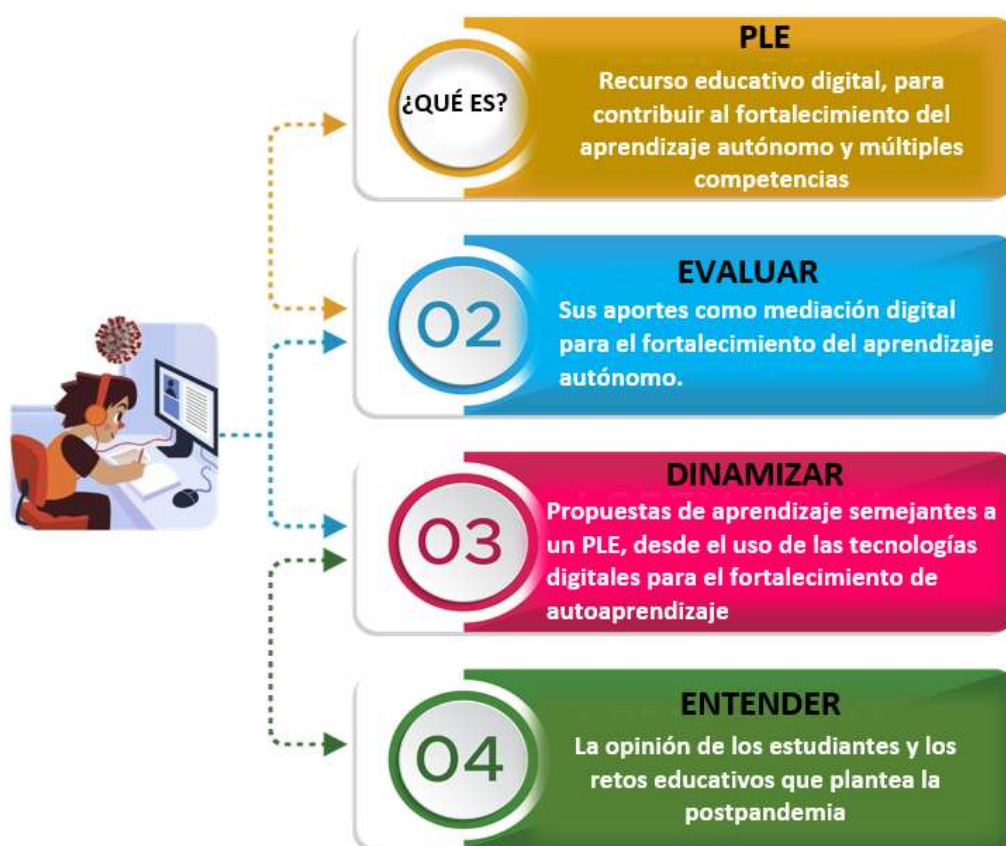 PLE
¿QUÉ ES?
Recurso educativo digital, para
contribuir al fortalecimiento del
aprendizaje autónomo y múltiples
competencias
EVALUAR
02
Sus aportes como mediación digital
para el fortalecimiento del aprendizaje
autónomo.
DINAMIZAR
03
Propuestas de aprendizaje semejantes a
un PLE, desde el uso de las tecnologías
digitales para el fortalecimiento de
autoaprendizaje
ENTENDER
04
La opinión de los estudiantes y los
retos educativos que plantea la
postpandemia